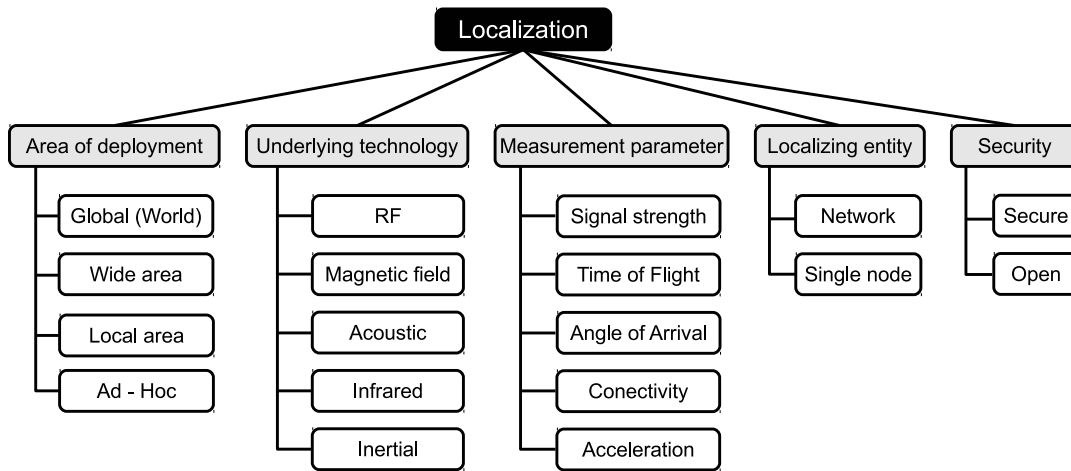 Localization
Area of deployment
Global (World)
Wide area
Local area
Ad - Hoc
Underlying technology
RF
Magnetic field
Acoustic
Infrared
Inertial
Measurement parameter
Signal strength
Time of Flight
Angle of Arrival
Conectivity
Acceleration
Localizing entity
Network
Single node
Security
Secure
Open